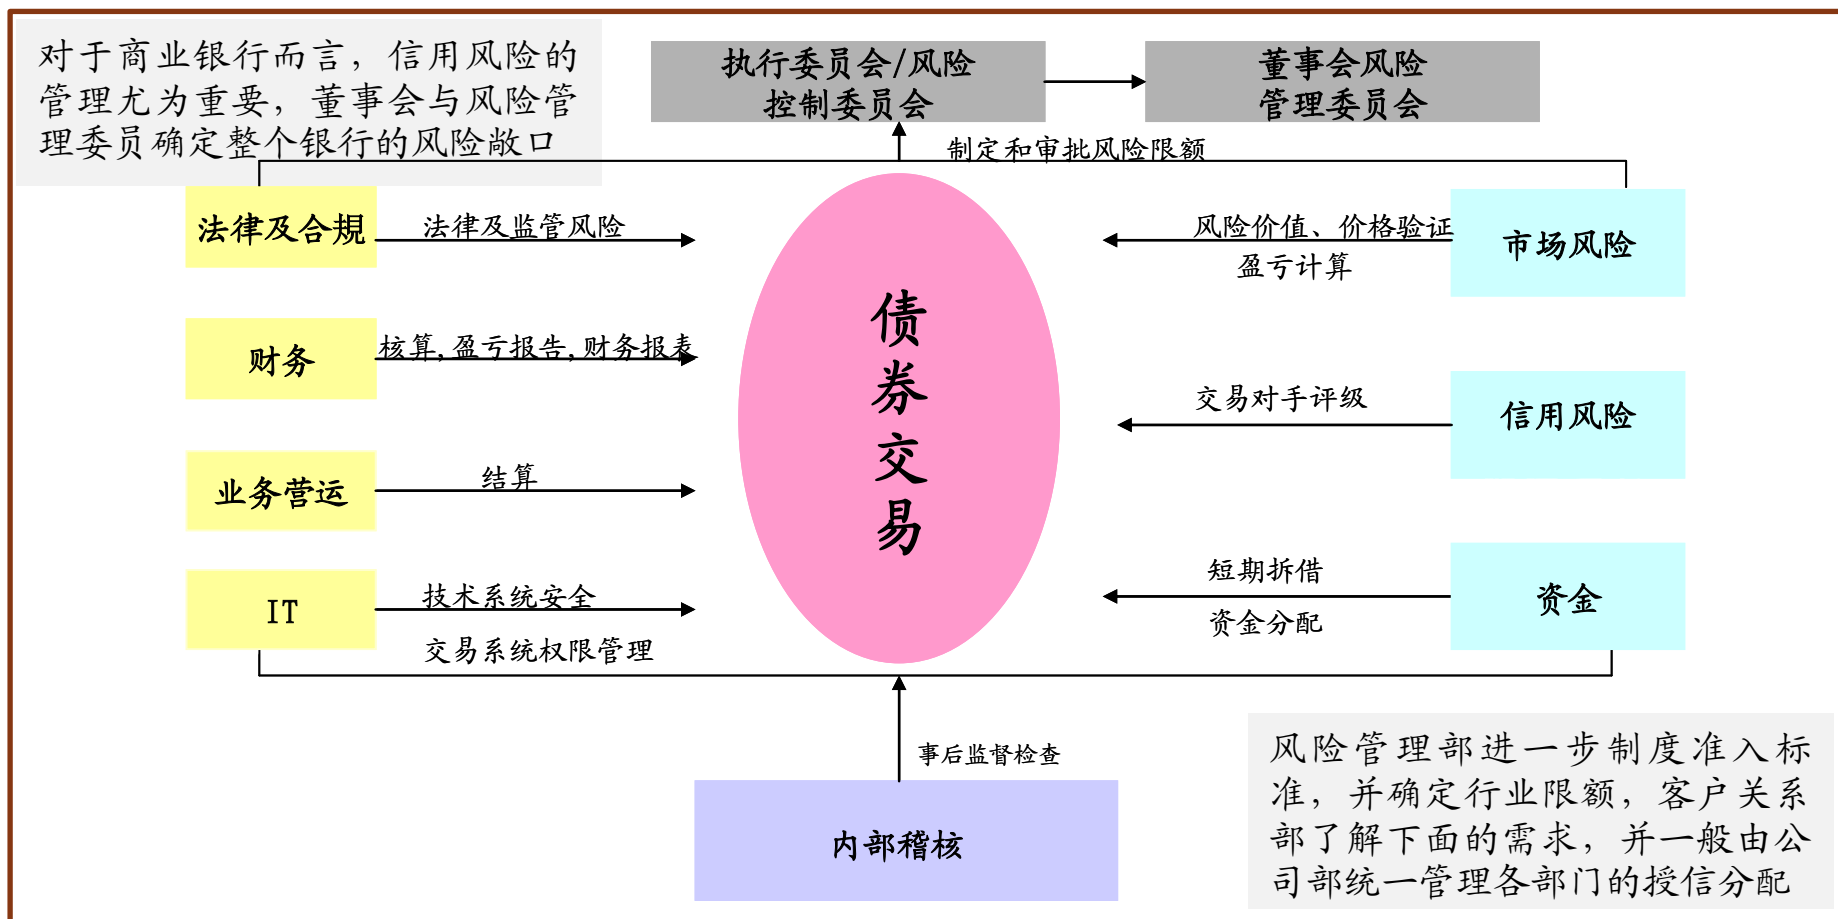 对于商业银行而言，信用风险的
管理尤为重要，董事会与风险管
理委员确定整个银行的风险敞口
执行委员会/风险
控制委员会
董事会风险
管理委员会
制定和审批风险限额
法律及合規
法律及监管风险
财务
核算,盈亏报告,财务报表
业务营运
结算
IT
技术系统安全
交易系统权限管理
债
券
交
易
风险价值、价格验证
盈亏计算
市场风险
交易对手评级
信用风险
短期拆借
资金分配
资金
事后监督检查
内部稽核
风险管理部进一步制度准入标
准，并确定行业限额，客户关系
部了解下面的需求，并一般由公
司部统一管理各部门的授信分配